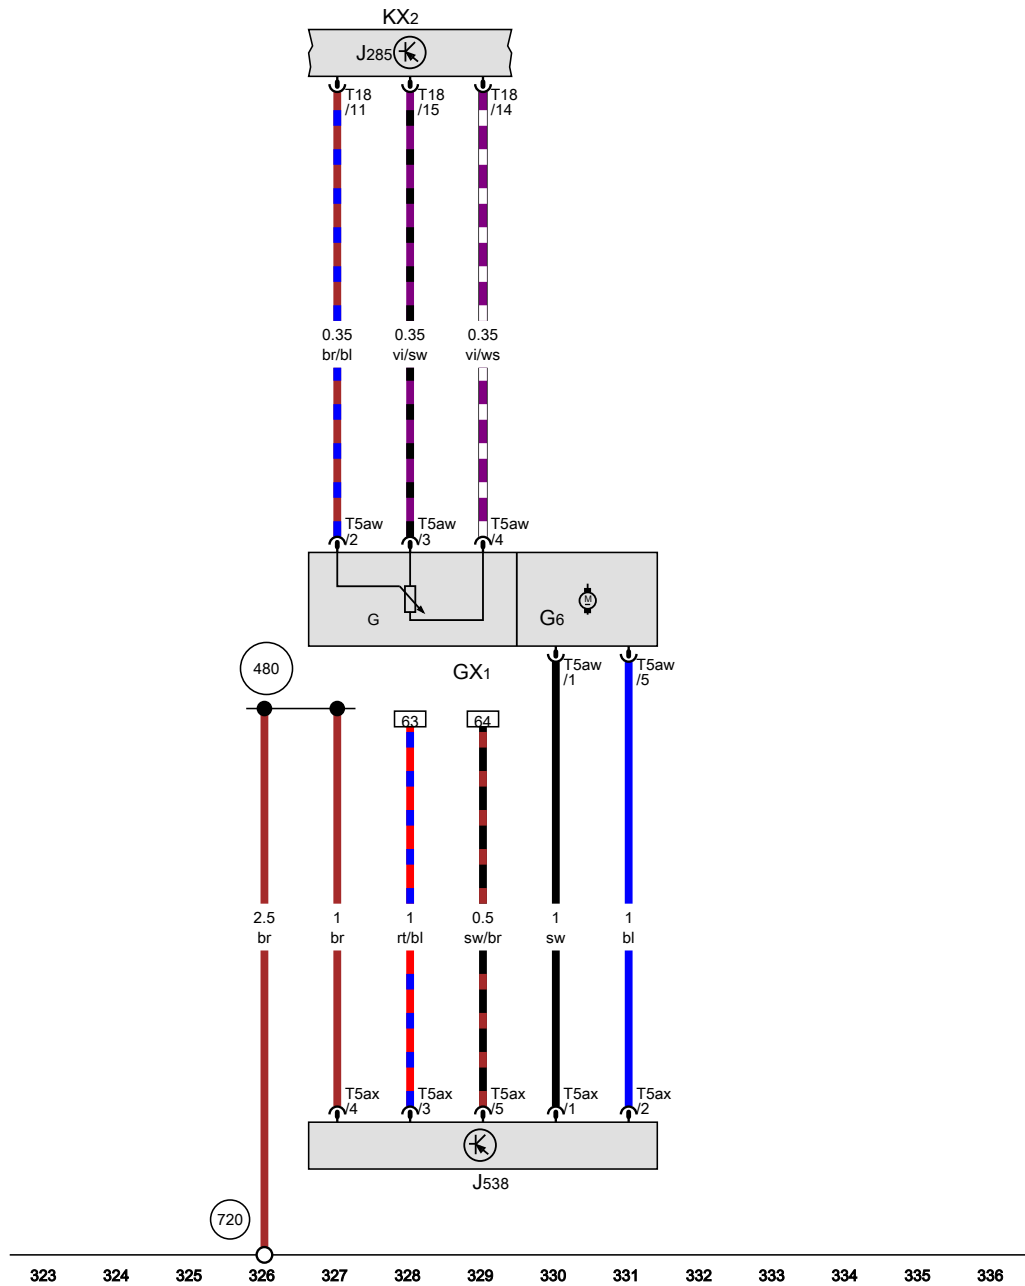 KX2
J285
T18 T18 T18
/11 /15 /14
0.35 0.35 0.35
br/bl vi/sw vi/ws
T5aw T5aw T5aw
/2 /3 /4
G G6 M
GX1
T5aw T5aw
/1 /5
480
63 64
2.5 1 1 0.5 1 1
br br rt/bl sw/br sw bl
T5ax T5ax T5ax T5ax T5ax
/4 /3 /5 /1 /2
J538
720
323 324 325 326 327 328 329 330 331 332 333 334 335 336